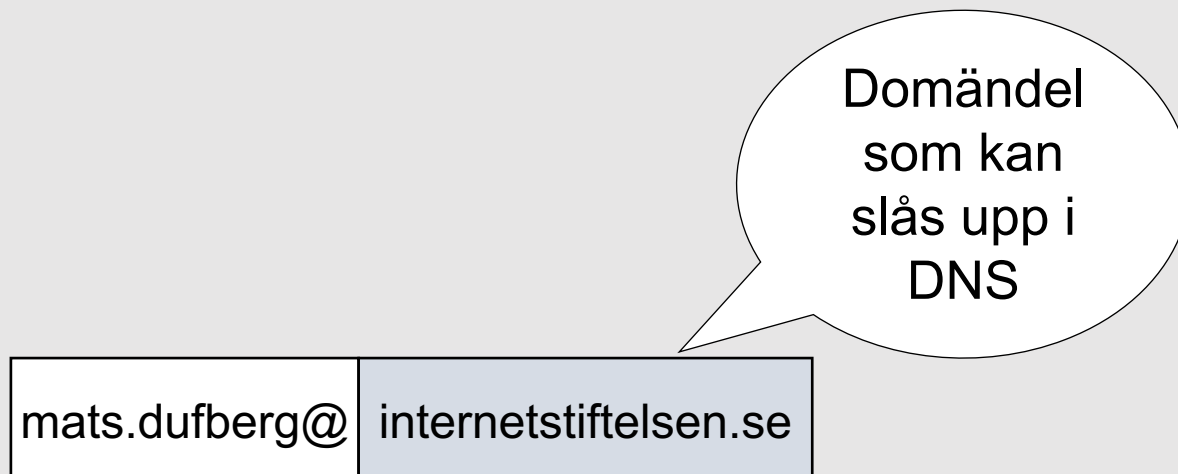 Domändel
som kan
slås upp i
DNS
mats.dufberg@ internetstiftelsen.se